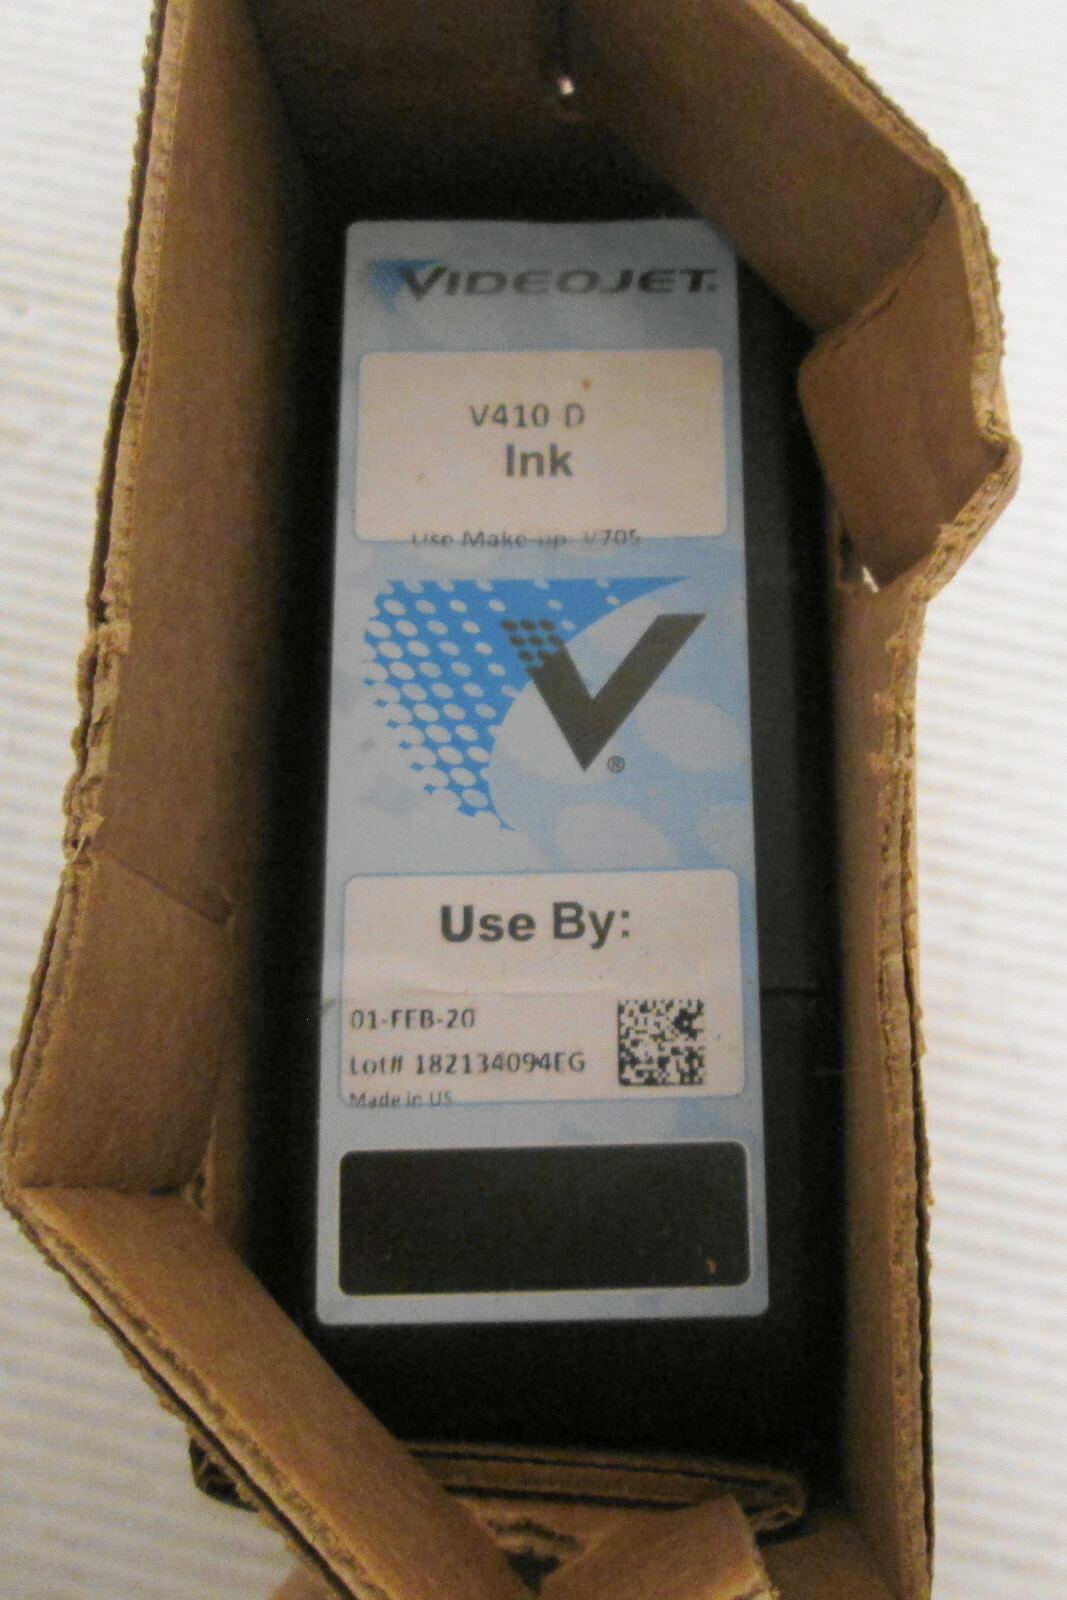 VIDEOJET®
V410-D
Ink
Use Make-up: V705
V®
Use By:
01-FEB-20
Lot# 182134094EG
Made in US